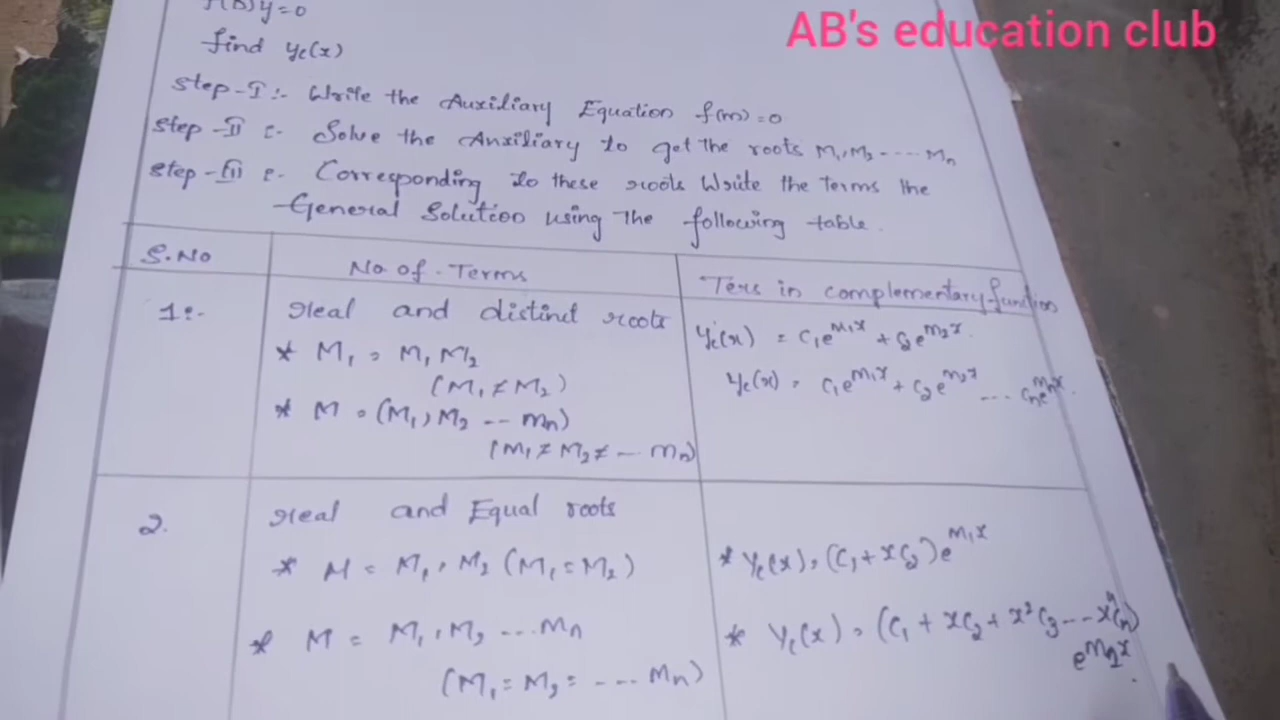 f(D)y=0
AB's education club
find yc(x)
Step-I :- Write the Auxiliary Equation f(m)=0
Step-II :- Solve the Auxiliary to get the roots M1, M2 ---- Mn
Step-III :- Corresponding to these roots Write the Terms the
General Solution using The following table.
S.No No. of. Terms Ters in complementary function
1:- real and distinct roots yc(x) = C1e^m1x + C2e^m2x.
* M1 = M1 M2
(M1 ≠ M2) yc(x) = C1e^m1x + C2e^m2x ... Cne^mnx.
* M = (M1, M2 -- mn)
(M1 ≠ M2 ≠ -- mn)
2. real and Equal roots
* M = M1, M2 (M1 = M2) * yc(x) = (C1 + xC2) e^m1x
* M = M1, M2 ... Mn * yc(x) = (C1 + xC2 + x²C3 --- x^n Cn)
e^m2x.
(M1 = M2 = ---- Mn)